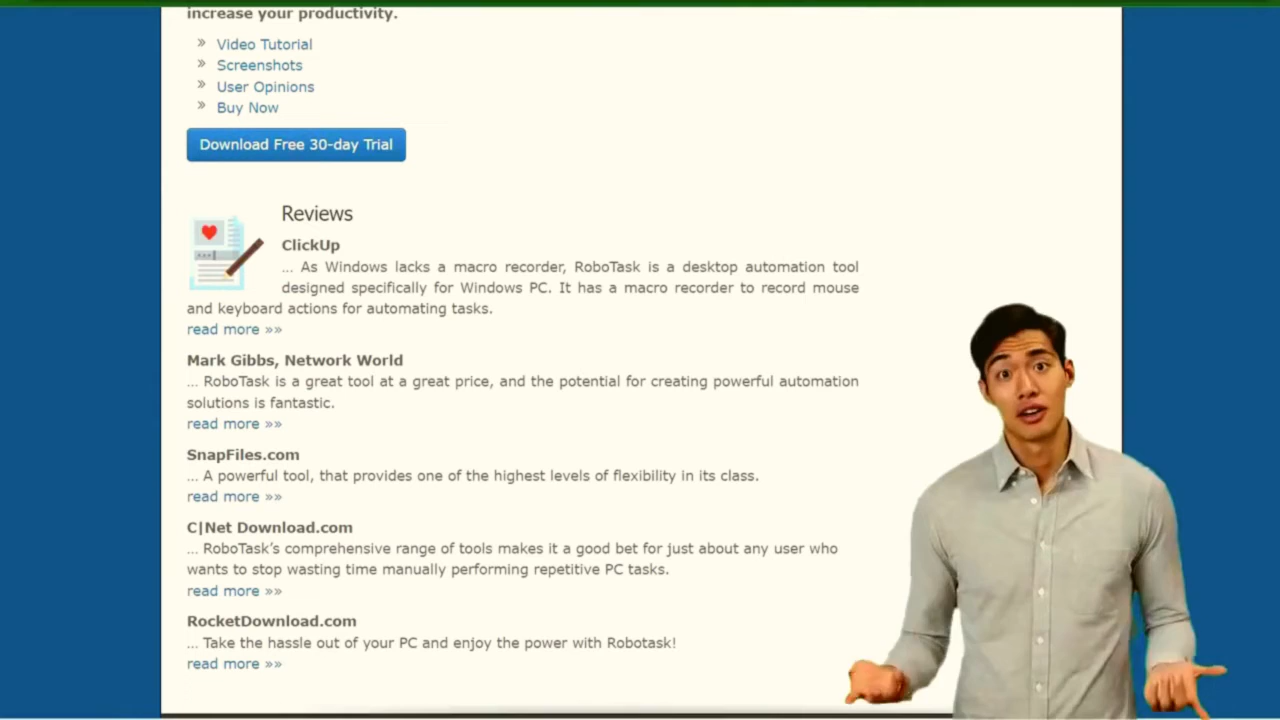 increase your productivity.
» Video Tutorial
» Screenshots
» User Opinions
» Buy Now
Download Free 30-day Trial
Reviews
ClickUp
... As Windows lacks a macro recorder, RoboTask is a desktop automation tool
designed specifically for Windows PC. It has a macro recorder to record mouse
and keyboard actions for automating tasks.
read more »»
Mark Gibbs, Network World
... RoboTask is a great tool at a great price, and the potential for creating powerful automation
solutions is fantastic.
read more »»
SnapFiles.com
... A powerful tool, that provides one of the highest levels of flexibility in its class.
read more »»
C|Net Download.com
... RoboTask’s comprehensive range of tools makes it a good bet for just about any user who
wants to stop wasting time manually performing repetitive PC tasks.
read more »»
RocketDownload.com
... Take the hassle out of your PC and enjoy the power with Robotask!
read more »»